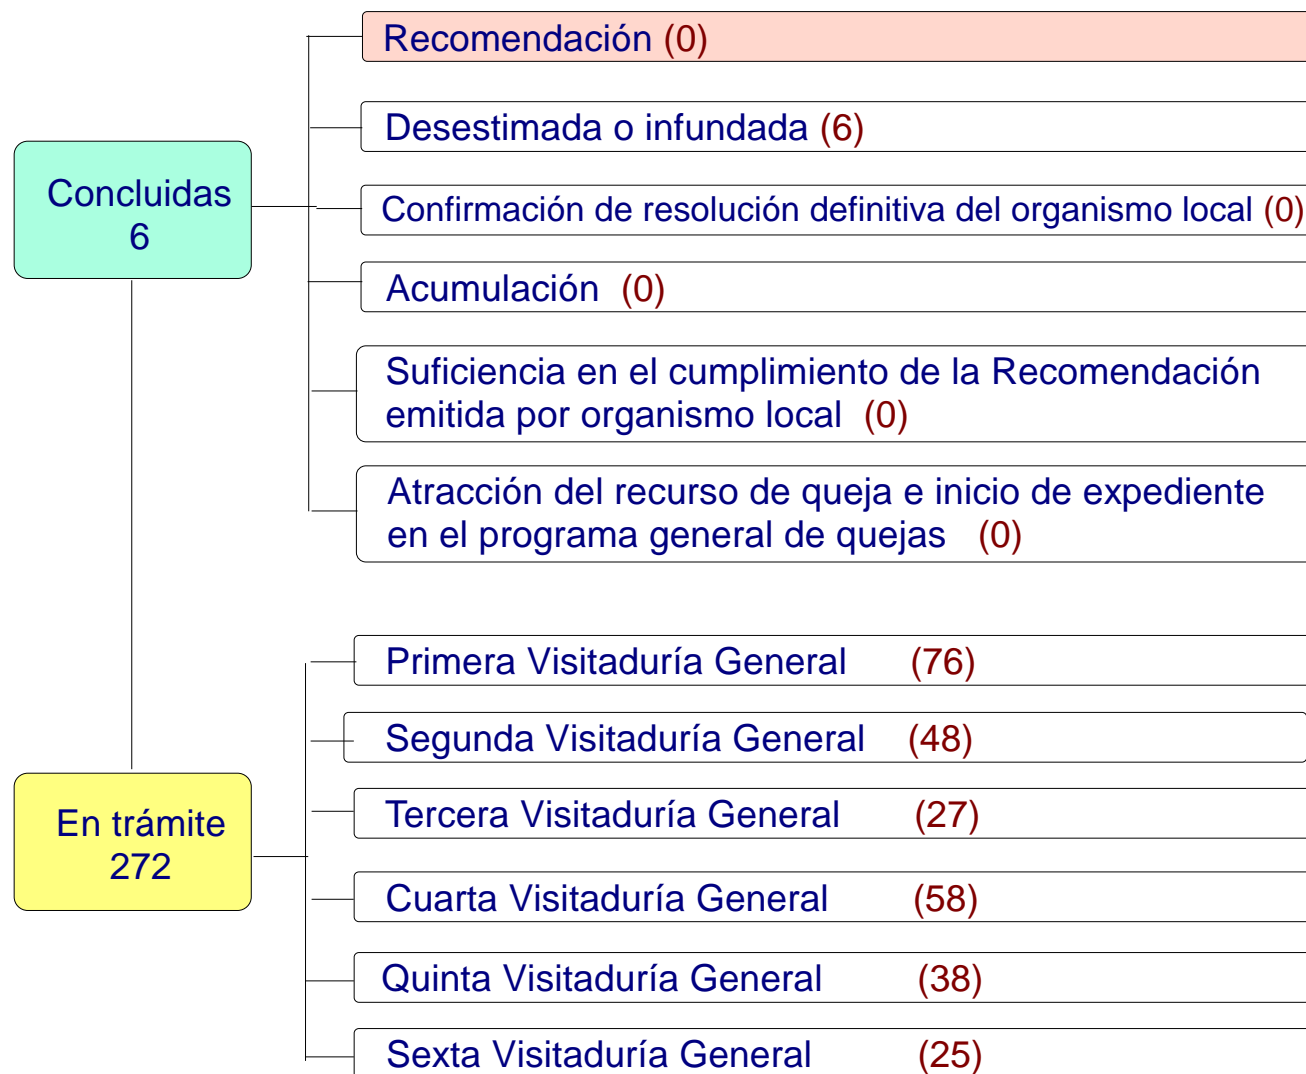 Concluidas
6
Recomendación (0)
Desestimada o infundada (6)
Confirmación de resolución definitiva del organismo local (0)
Acumulación (0)
Suficiencia en el cumplimiento de la Recomendación
emitida por organismo local (0)
Atracción del recurso de queja e inicio de expediente
en el programa general de quejas (0)
En trámite
272
Primera Visitaduría General (76)
Segunda Visitaduría General (48)
Tercera Visitaduría General (27)
Cuarta Visitaduría General (58)
Quinta Visitaduría General (38)
Sexta Visitaduría General (25)